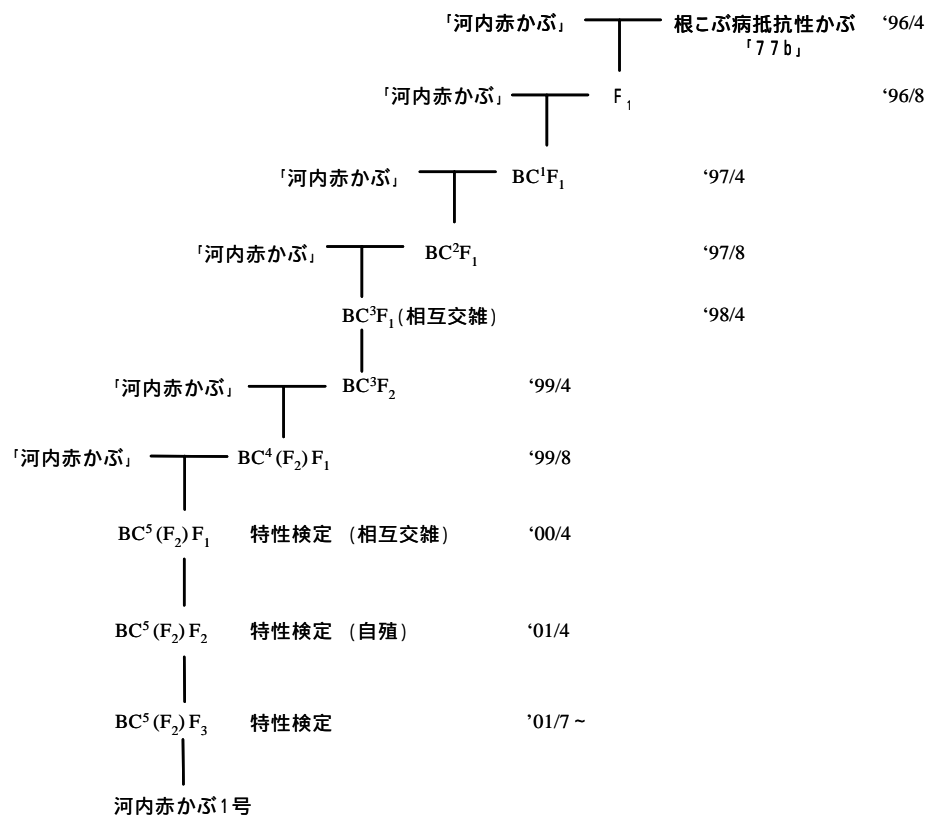 「河内赤かぶ」 根こぶ病抵抗性かぶ ‘96/4
「77b」
「河内赤かぶ」 F₁ ‘96/8
「河内赤かぶ」 BC¹F₁ ‘97/4
「河内赤かぶ」 BC²F₁ ‘97/8
BC³F₁(相互交雑) ‘98/4
「河内赤かぶ」 BC³F₂ ‘99/4
「河内赤かぶ」 BC⁴(F₂)F₁ ‘99/8
BC⁵(F₂)F₁ 特性検定 (相互交雑) ‘00/4
BC⁵(F₂)F₂ 特性検定 (自殖) ‘01/4
BC⁵(F₂)F₃ 特性検定 ’01/7~
河内赤かぶ1号